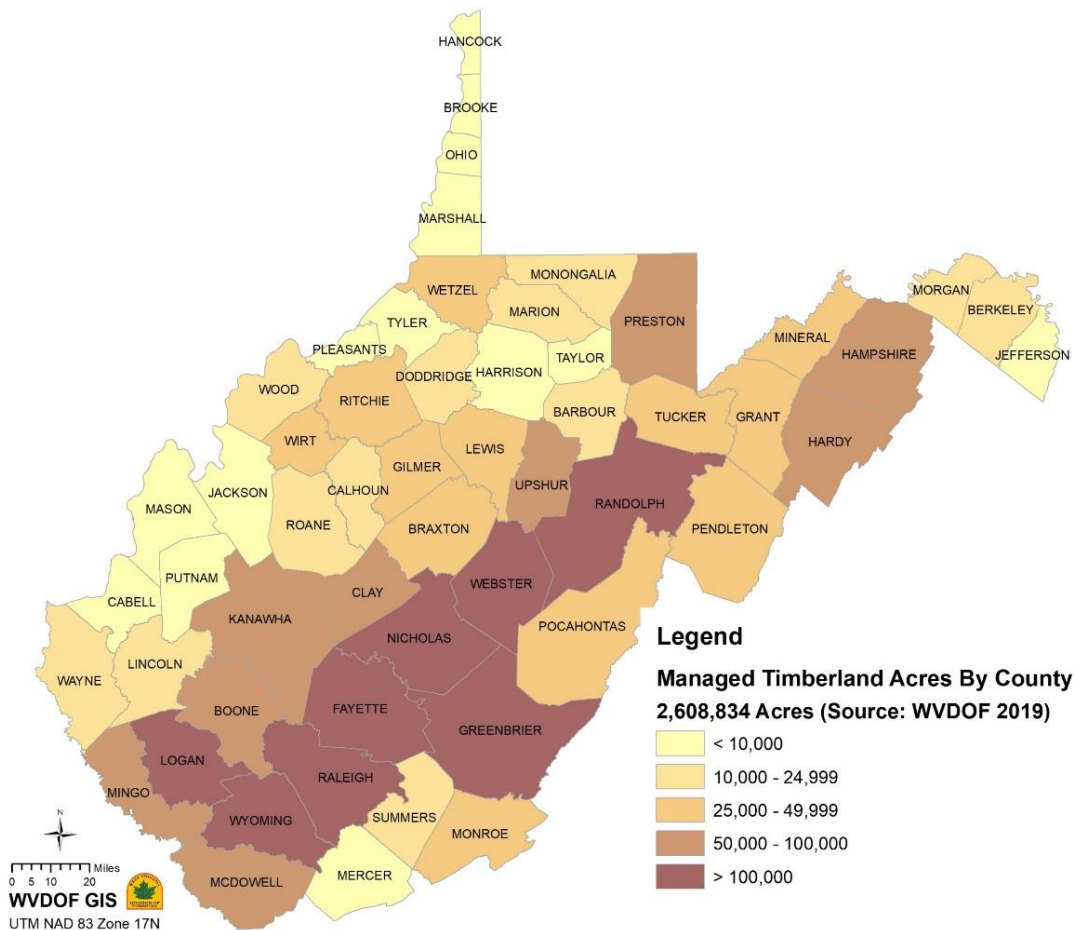 HANCOCK
BROOKE
OHIO
MARSHALL
WETZEL
MONONGALIA
MORGAN
BERKELEY
MARION
TYLER
PRESTON
MINERAL
HAMPSHIRE
JEFFERSON
PLEASANTS
TAYLOR
HARRISON
DODDRIDGE
WOOD
RITCHIE
BARBOUR
TUCKER
GRANT
HARDY
WIRT
LEWIS
GILMER
UPSHUR
CALHOUN
JACKSON
RANDOLPH
MASON
ROANE
BRAXTON
PENDLETON
PUTNAM
WEBSTER
CLAY
CABELL
KANAWHA
POCAHONTAS
NICHOLAS
LINCOLN
WAYNE
BOONE
FAYETTE
GREENBRIER
LOGAN
RALEIGH
MINGO
WYOMING
SUMMERS
MONROE
MERCER
MCDOWELL
Legend
Managed Timberland Acres By County
2,608,834 Acres (Source: WVDOF 2019)
< 10,000
10,000 - 24,999
25,000 - 49,999
50,000 - 100,000
> 100,000
N
Miles
0 5 10 20
WVDOF GIS
UTM NAD 83 Zone 17N